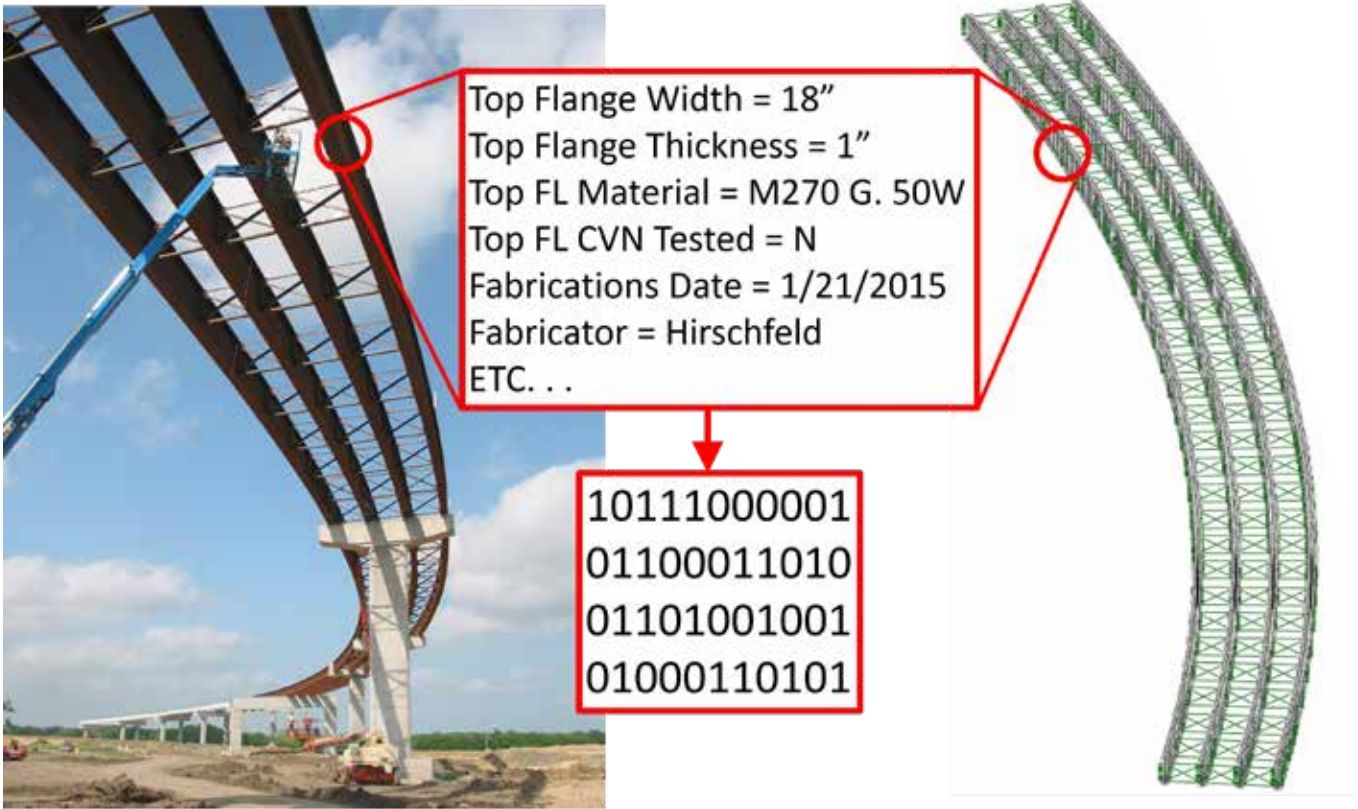 Top Flange Width = 18”
Top Flange Thickness = 1”
Top FL Material = M270 G. 50W
Top FL CVN Tested = N
Fabrications Date = 1/21/2015
Fabricator = Hirschfeld
ETC. . .
10111000001
01100011010
01101001001
01000110101